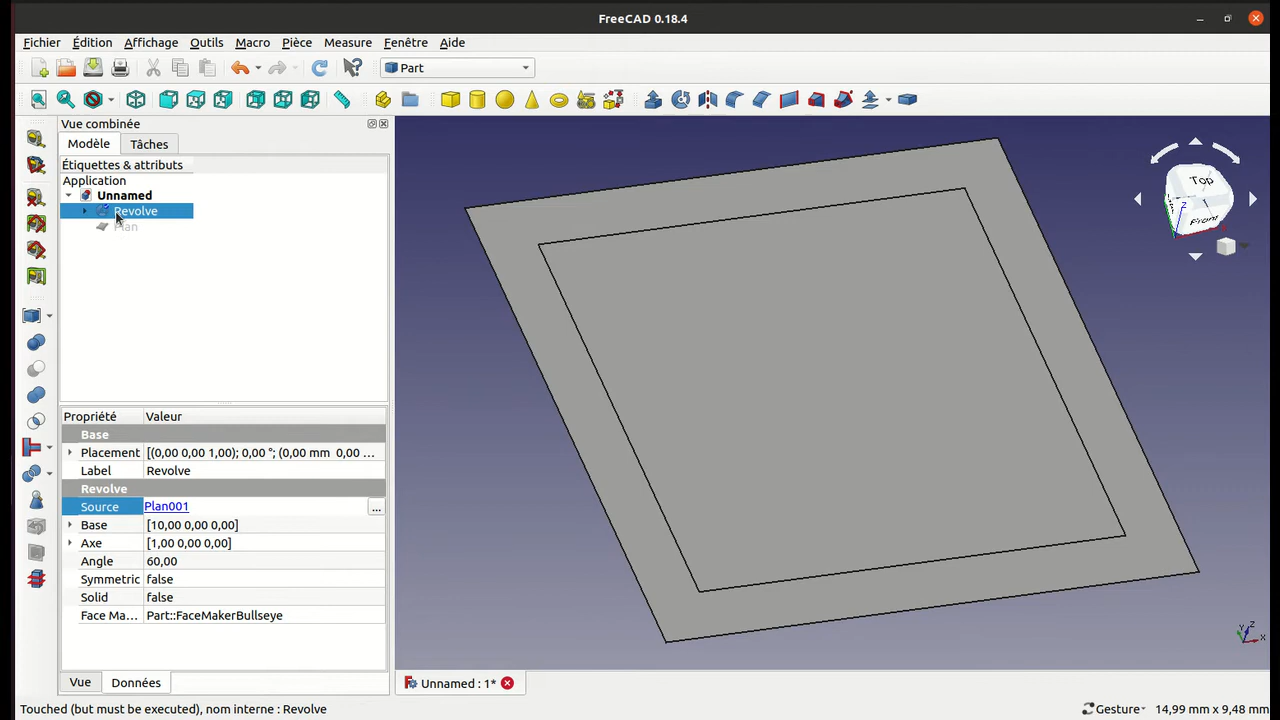 FreeCAD 0.18.4
Fichier Édition Affichage Outils Macro Pièce Measure Fenêtre Aide
Part
Vue combinée
Modèle Tâches
Étiquettes & attributs
Application
Unnamed
Revolve
Plan
Top
Front
Z
Propriété Valeur
Base
Placement [(0,00 0,00 1,00); 0,00 °; (0,00 mm 0,00 ...
Label Revolve
Revolve
Source Plan001 ...
Base [10,00 0,00 0,00]
Axe [1,00 0,00 0,00]
Angle 60,00
Symmetric false
Solid false
Face Ma... Part::FaceMakerBullseye
Y Z X
Vue Données
Unnamed : 1*
Touched (but must be executed), nom interne : Revolve
Gesture 14,99 mm x 9,48 mm